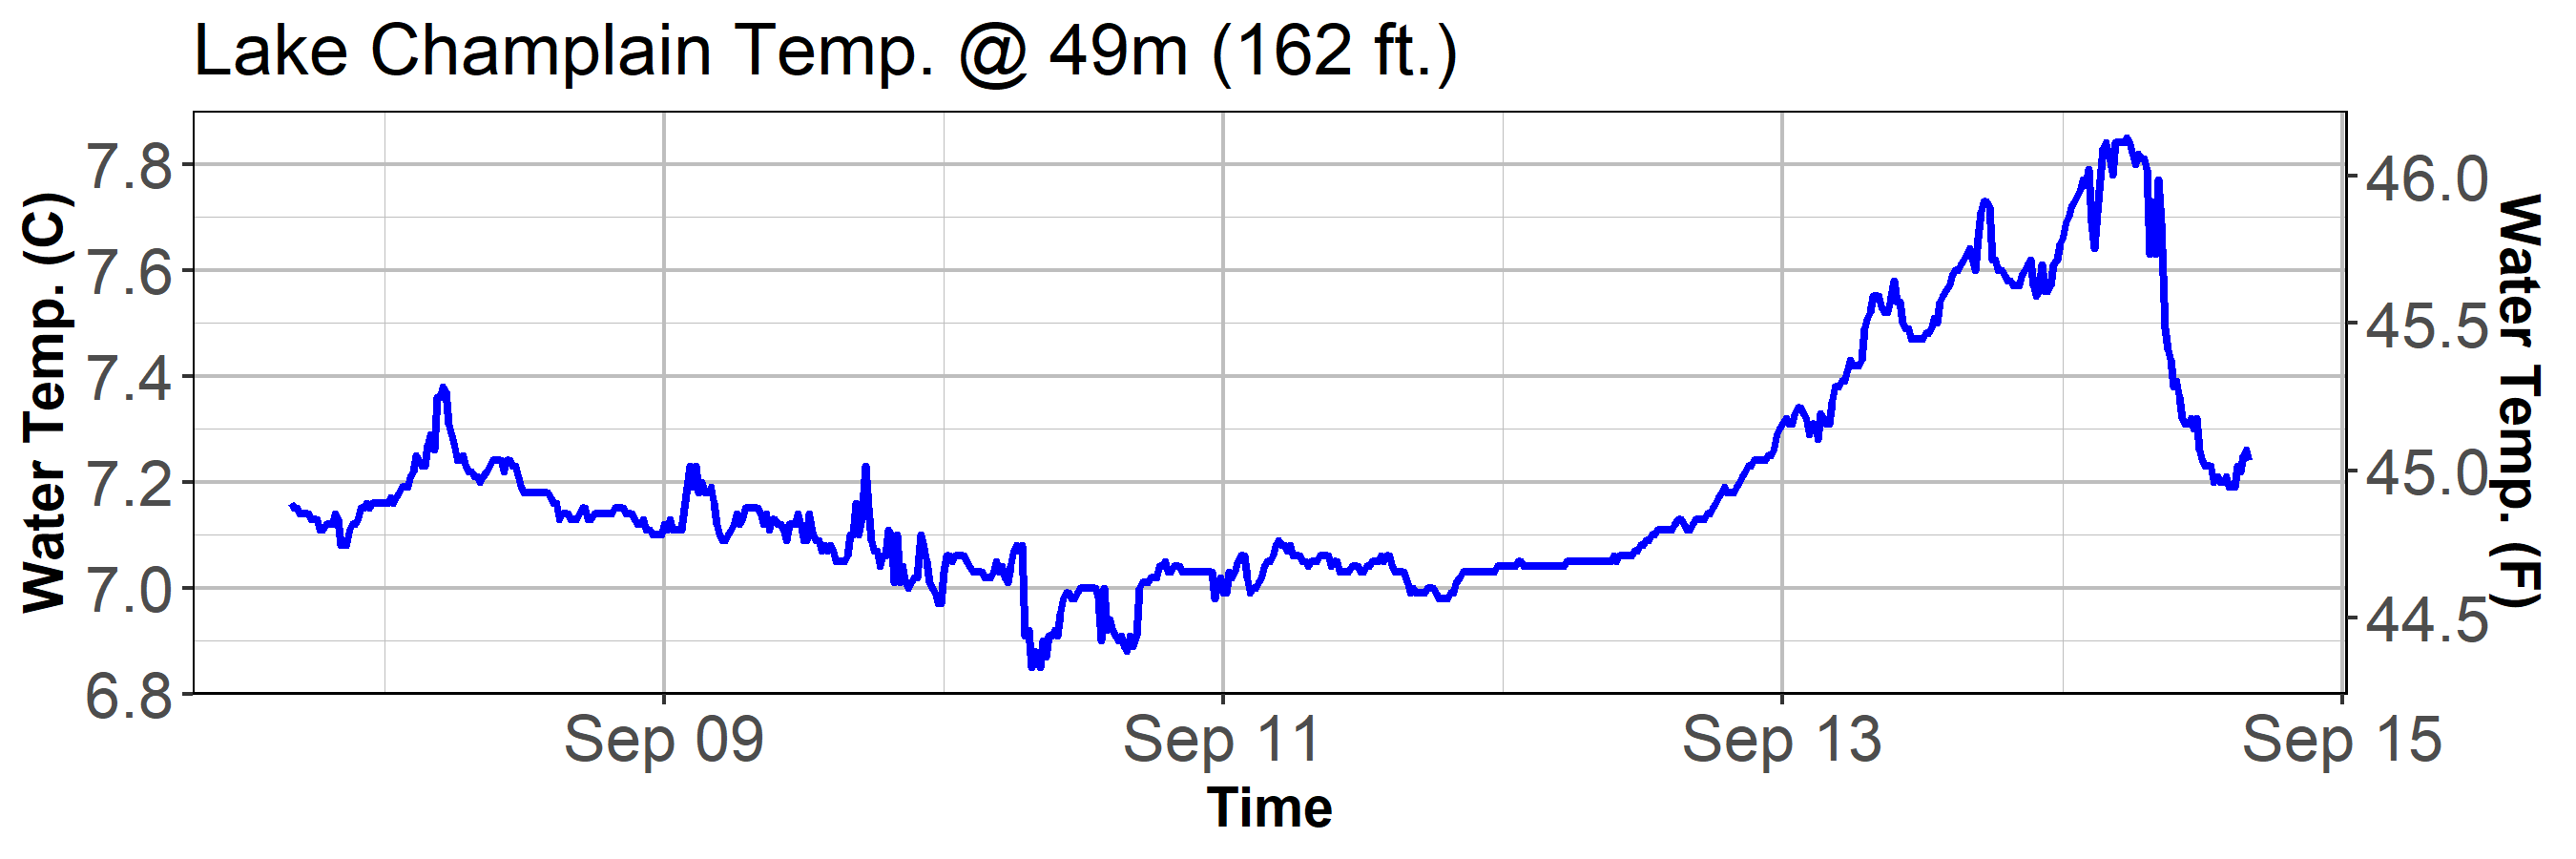 Lake Champlain Temp. @ 49m (162 ft.)
Water Temp. (C)
7.8
7.6
7.4
7.2
7.0
6.8
46.0
45.5
45.0
44.5
Water Temp. (F)
Sep 09 Sep 11 Sep 13 Sep 15
Time